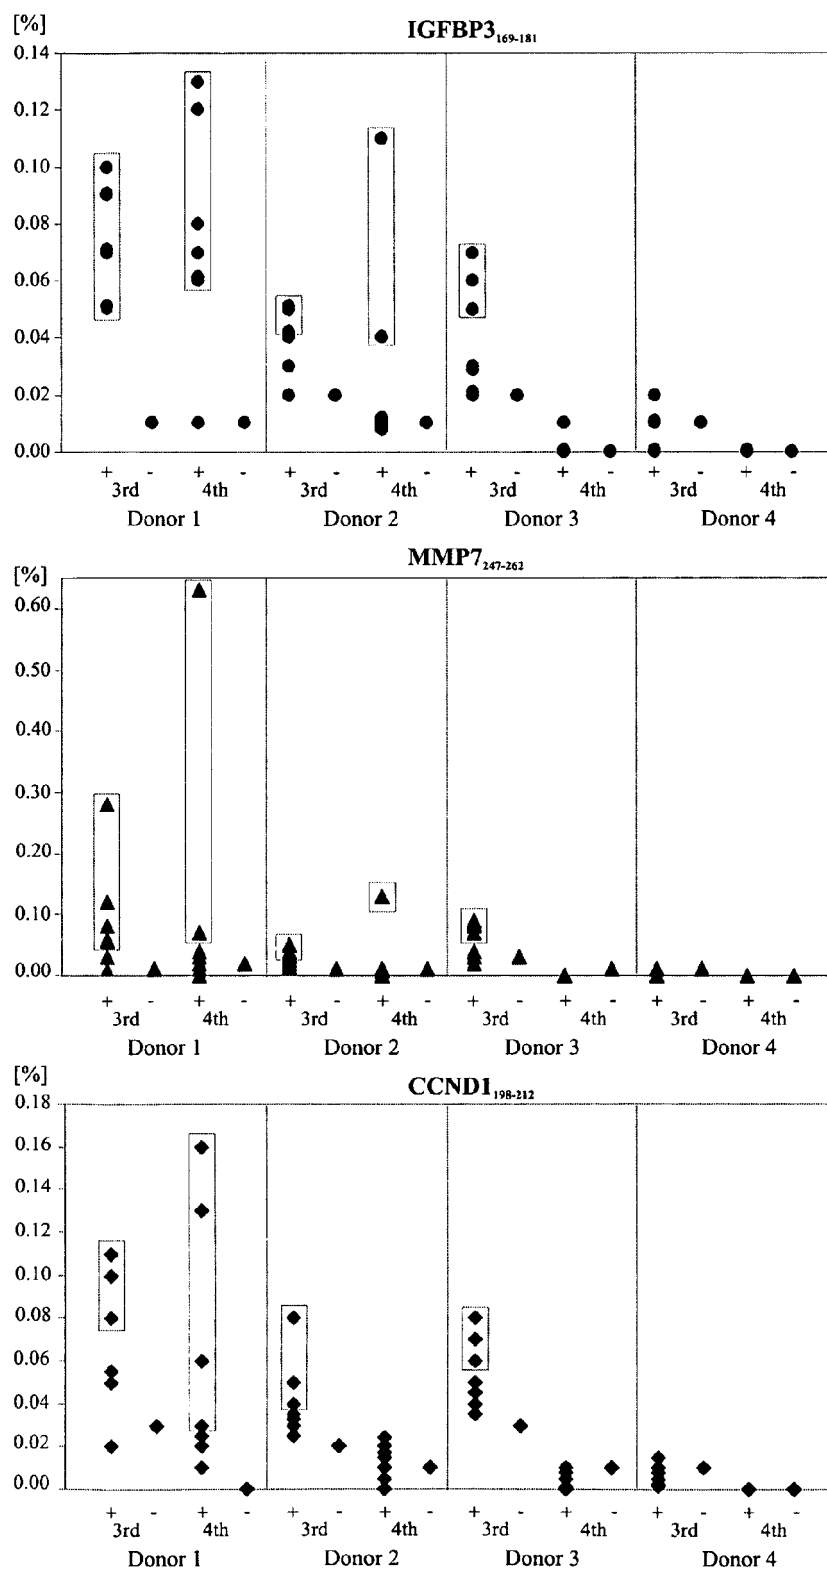 [%]
IGFBP3169-181
0.14
0.12
0.10
0.08
0.06
0.04
0.02
0.00
+ - + - + - + - + - + - + - + -
3rd 4th 3rd 4th 3rd 4th 3rd 4th
Donor 1 Donor 2 Donor 3 Donor 4
[%]
MMP7247-262
0.60
0.50
0.40
0.30
0.20
0.10
0.00
+ - + - + - + - + - + - + - + -
3rd 4th 3rd 4th 3rd 4th 3rd 4th
Donor 1 Donor 2 Donor 3 Donor 4
[%]
CCND1198-212
0.18
0.16
0.14
0.12
0.10
0.08
0.06
0.04
0.02
0.00
+ - + - + - + - + - + - + - + -
3rd 4th 3rd 4th 3rd 4th 3rd 4th
Donor 1 Donor 2 Donor 3 Donor 4